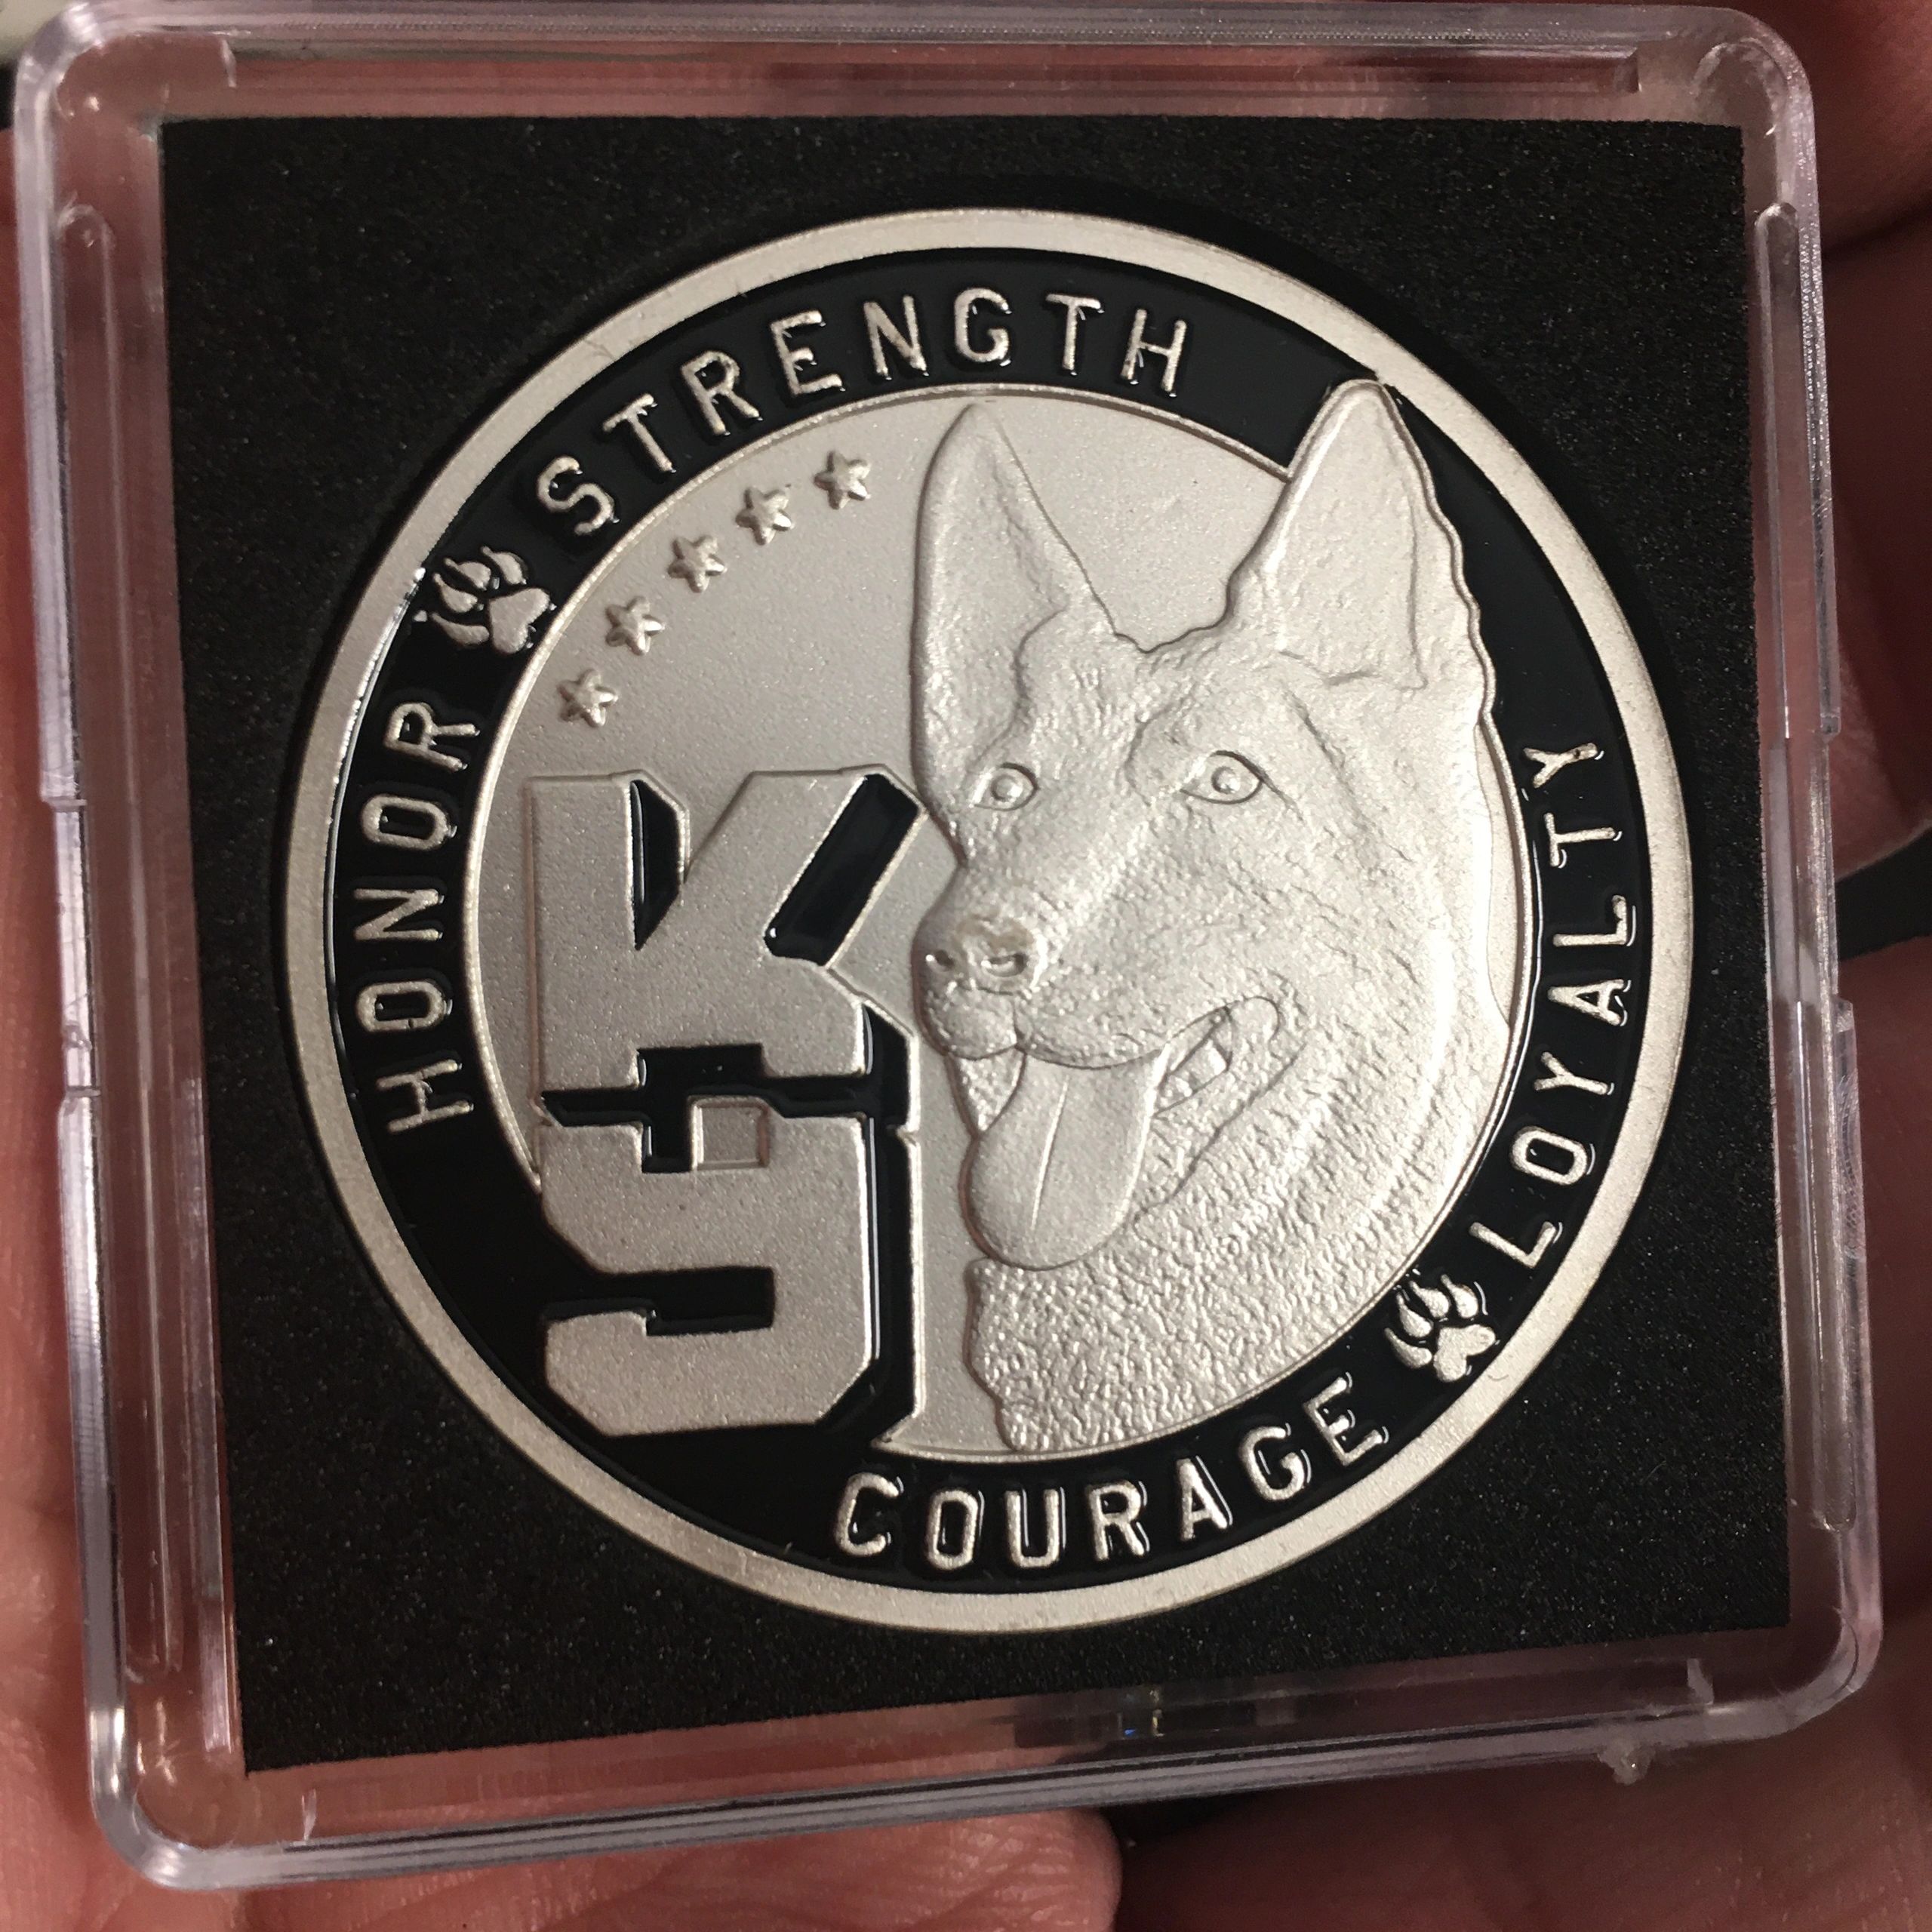 HONOR
STRENGTH
K9
COURAGE
LOYALTY